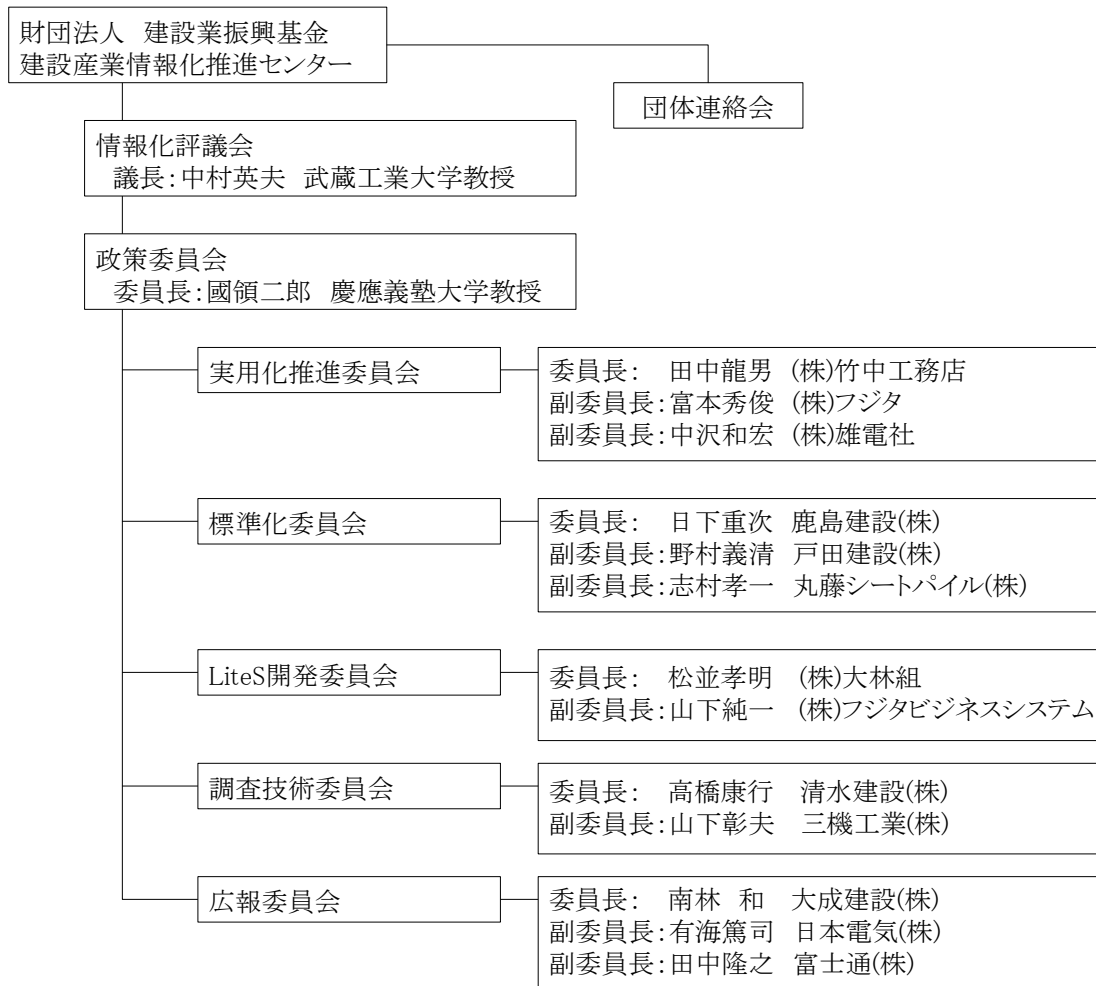 財団法人 建設業振興基金
建設産業情報化推進センター
団体連絡会
情報化評議会
議長:中村英夫 武蔵工業大学教授
政策委員会
委員長:國領二郎 慶應義塾大学教授
実用化推進委員会
委員長: 田中龍男 (株)竹中工務店
副委員長:富本秀俊 (株)フジタ
副委員長:中沢和宏 (株)雄電社
標準化委員会
委員長: 日下重次 鹿島建設(株)
副委員長:野村義清 戸田建設(株)
副委員長:志村孝一 丸藤シートパイル(株)
LiteS開発委員会
委員長: 松並孝明 (株)大林組
副委員長:山下純一 (株)フジタビジネスシステム
調査技術委員会
委員長: 高橋康行 清水建設(株)
副委員長:山下彰夫 三機工業(株)
広報委員会
委員長: 南林 和 大成建設(株)
副委員長:有海篤司 日本電気(株)
副委員長:田中隆之 富士通(株)